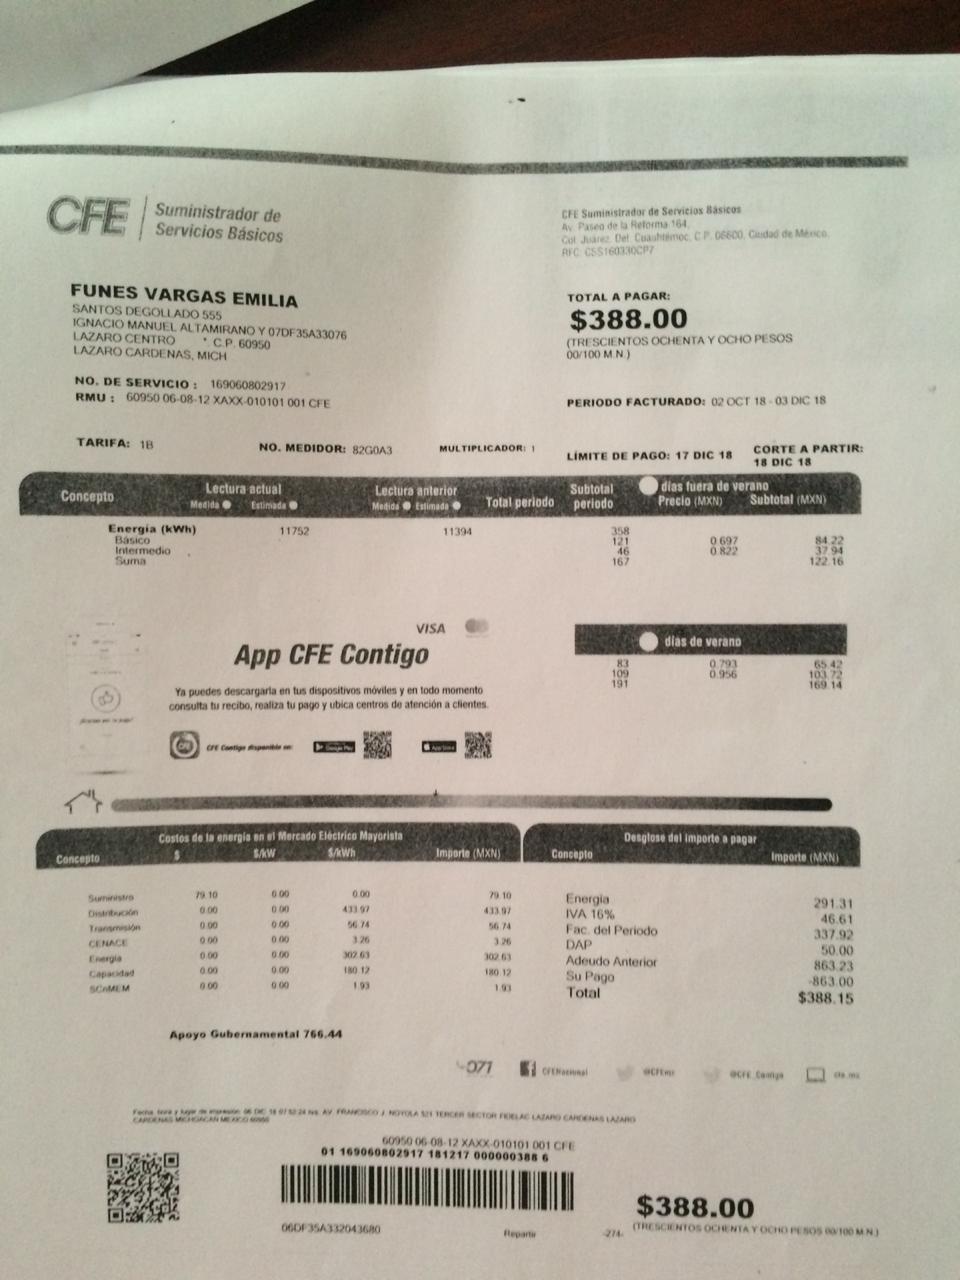 CFE
Suministrador de
Servicios Básicos
CFE Suministrador de Servicios Básicos
Av. Paseo de la Reforma 164,
Col. Juárez, Del. Cuauhtémoc, C.P. 06600, Ciudad de México.
RFC: CSS160330CP7
FUNES VARGAS EMILIA
SANTOS DEGOLLADO 555
IGNACIO MANUEL ALTAMIRANO Y 07DF35A33076
LAZARO CENTRO C.P. 60950
LAZARO CARDENAS, MICH
TOTAL A PAGAR:
$388.00
(TRESCIENTOS OCHENTA Y OCHO PESOS
00/100 M.N.)
NO. DE SERVICIO : 169060802917
RMU : 60950 06-08-12 XAXX-010101 001 CFE
PERIODO FACTURADO: 02 OCT 18 - 03 DIC 18
TARIFA: 1B NO. MEDIDOR: 82G0A3 MULTIPLICADOR: 1
LÍMITE DE PAGO: 17 DIC 18
CORTE A PARTIR:
18 DIC 18
Concepto
Lectura actual
Medida Estimada
Lectura anterior
Medida Estimada
Total periodo
Subtotal
periodo
días fuera de verano
Precio (MXN) Subtotal (MXN)
Energía (kWh) 11752 11394 358
Básico 121 0.697 84.22
Intermedio 46 0.822 37.94
Suma 167 122.16
VISA
App CFE Contigo
Ya puedes descargarla en tus dispositivos móviles y en todo momento
consulta tu recibo, realiza tu pago y ubica centros de atención a clientes.
CFE Contigo disponible en:
Google Play
App Store
días de verano
83 0.793 65.42
109 0.956 103.72
191 169.14
Costos de la energía en el Mercado Eléctrico Mayorista
Concepto $ $/kW $/kWh Importe (MXN)
Suministro 79.10 0.00 0.00 79.10
Distribución 0.00 0.00 433.97 433.97
Transmisión 0.00 0.00 56.74 56.74
CENACE 0.00 0.00 3.26 3.26
Energía 0.00 0.00 302.63 302.63
Capacidad 0.00 0.00 180.12 180.12
SCnMEM 0.00 0.00 1.93 1.93
Desglose del importe a pagar
Concepto Importe (MXN)
Energía 291.31
IVA 16% 46.61
Fac. del Periodo 337.92
DAP 50.00
Adeudo Anterior 863.23
Su Pago -863.00
Total $388.15
Apoyo Gubernamental 766.44
071
CFENacional
@CFEmx
@CFE_Contigo
cfe.mx
Fecha, hora y lugar de impresión: 06 DIC 18 AV. FRANCISCO J. NOYOLA 521 TERCER SECTOR FIDELAC LAZARO CARDENAS LAZARO
CARDENAS MICHOACAN MEXICO 60950
60950 06-08-12 XAXX-010101 001 CFE
01 169060802917 181217 000000388 6
06DF35A332043680
Repartir
-274-
$388.00
(TRESCIENTOS OCHENTA Y OCHO PESOS 00/100 M.N.)